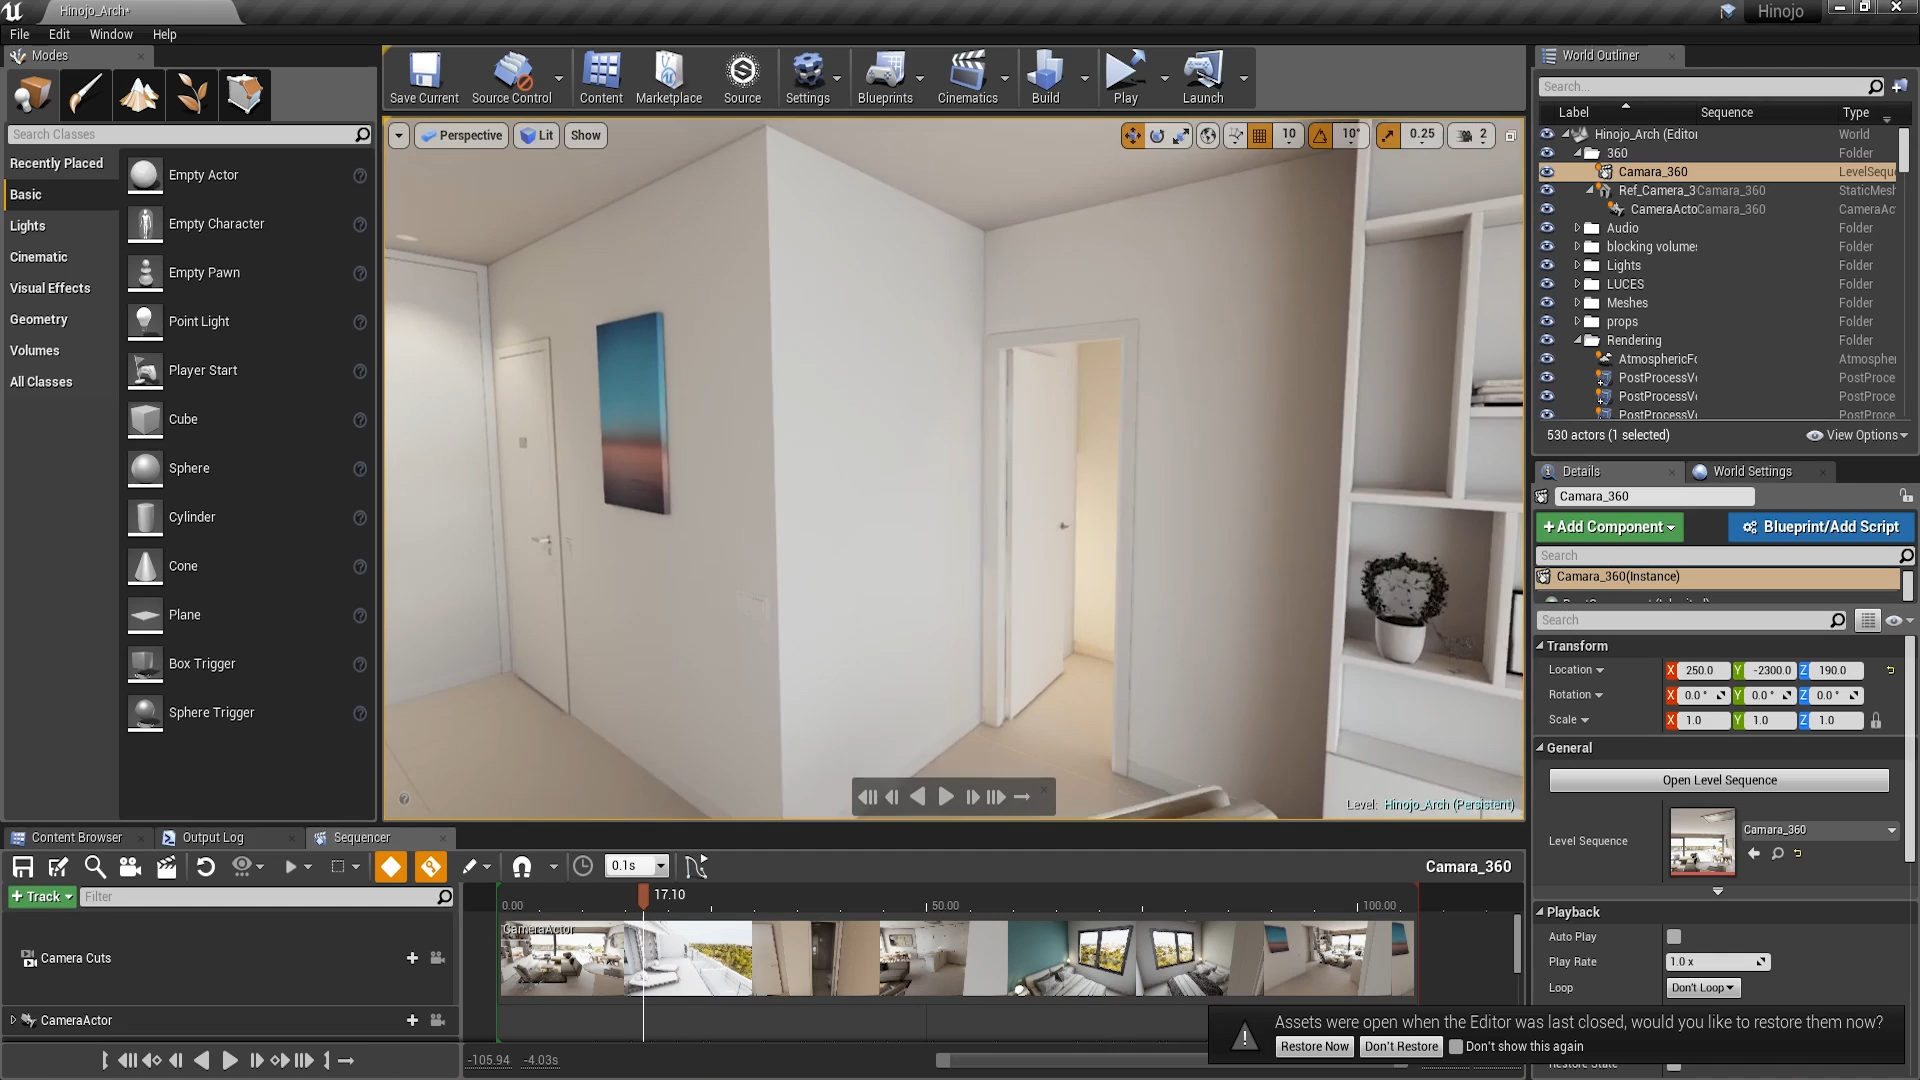 Hinojo_Arch*
Hinojo
File Edit Window Help
Modes
Search Classes
Recently Placed
Basic
Lights
Cinematic
Visual Effects
Geometry
Volumes
All Classes
Empty Actor
Empty Character
Empty Pawn
Point Light
Player Start
Cube
Sphere
Cylinder
Cone
Plane
Box Trigger
Sphere Trigger
Save Current Source Control Content Marketplace Source Settings Blueprints Cinematics Build Play Launch
Perspective Lit Show
10 10° 0.25 2
Level: Hinojo_Arch (Persistent)
World Outliner
Search...
Label Sequence Type
Hinojo_Arch (Editor World
360 Folder
Camara_360 LevelSequ
Ref_Camera_3 Camara_360 StaticMesh
CameraActo Camara_360 CameraAc
Audio Folder
blocking volumes Folder
Lights Folder
LUCES Folder
Meshes Folder
props Folder
Rendering Folder
AtmosphericFo Atmospher
PostProcessVo PostProce
PostProcessVo PostProce
PostProcessVo PostProce
530 actors (1 selected) View Options
Details World Settings
Camara_360
+Add Component Blueprint/Add Script
Search
Camara_360(Instance)
Search
Transform
Location X 250.0 Y -2300.0 Z 190.0
Rotation X 0.0° Y 0.0° Z 0.0°
Scale X 1.0 Y 1.0 Z 1.0
General
Open Level Sequence
Level Sequence Camara_360
Playback
Auto Play
Play Rate 1.0 x
Loop Don't Loop
Restore State
Content Browser Output Log Sequencer
0.1s
Camara_360
+ Track Filter
17.10
0.00 50.00 100.00
CameraActor
Camera Cuts
CameraActor
-105.94 -4.03s
Assets were open when the Editor was last closed, would you like to restore them now?
Restore Now Don't Restore Don't show this again